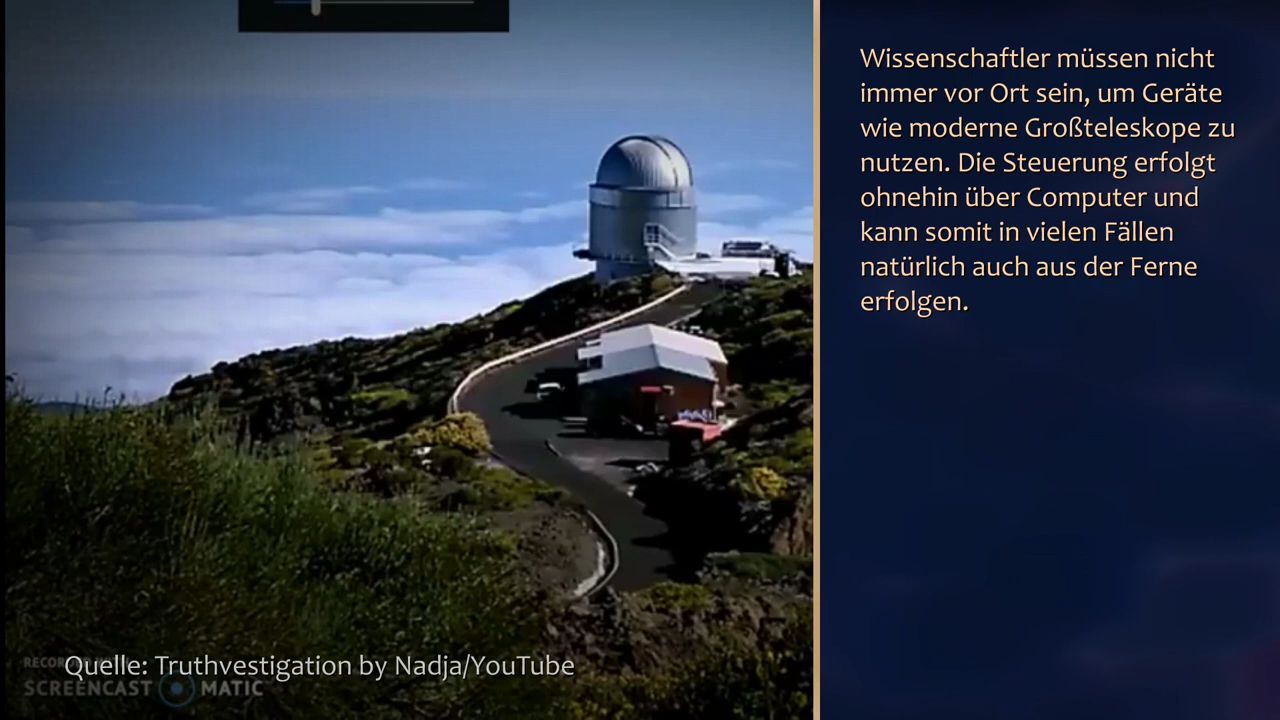 Wissenschaftler müssen nicht
immer vor Ort sein, um Geräte
wie moderne Großteleskope zu
nutzen. Die Steuerung erfolgt
ohnehin über Computer und
kann somit in vielen Fällen
natürlich auch aus der Ferne
erfolgen.
Quelle: Truthvestigation by Nadja/YouTube
SCREENCAST MATIC